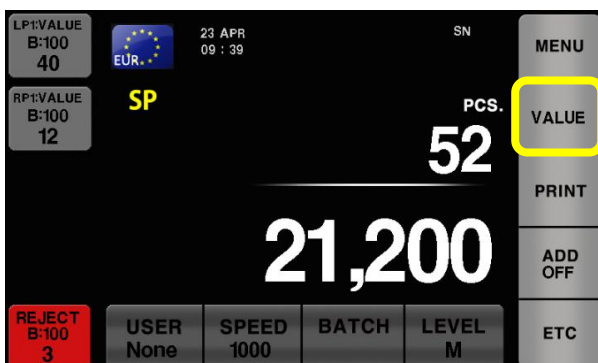 LP1:VALUE
B:100
40
EUR
23 APR
09 : 39
SN
MENU
RP1:VALUE
B:100
12
SP
PCS.
52
VALUE
PRINT
21,200
ADD
OFF
REJECT
B:100
3
USER
None
SPEED
1000
BATCH
LEVEL
M
ETC